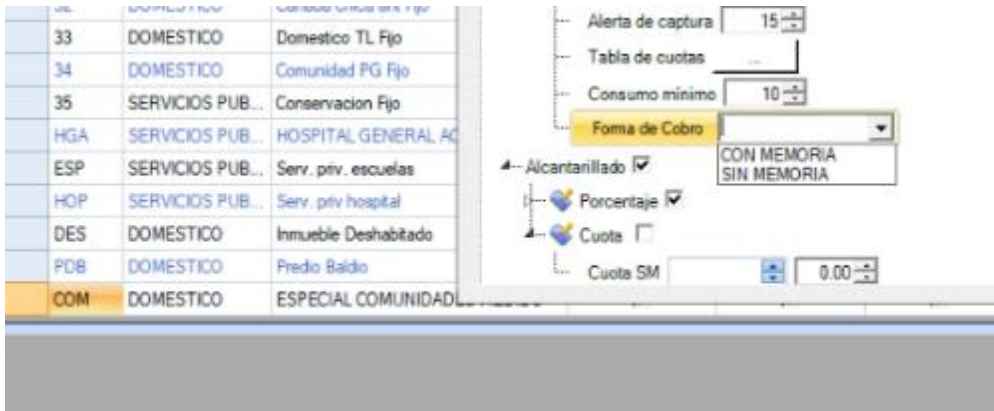 33 DOMESTICO Domestico TL Fijo
34 DOMESTICO Comunidad PG Fijo
35 SERVICIOS PUB... Conservacion Fijo
HGA SERVICIOS PUB... HOSPITAL GENERAL
ESP SERVICIOS PUB... Serv. priv. escuelas
HOP SERVICIOS PUB... Serv. priv hospital
DES DOMESTICO Inmueble Deshabitado
PDB DOMESTICO Predio Baldio
COM DOMESTICO ESPECIAL
Alerta de captura 15
Tabla de cuotas ...
Consumo mínimo 10
Forma de Cobro
CON MEMORIA
SIN MEMORIA
Alcantarillado
Porcentaje
Cuota
Cuota SM 0.00